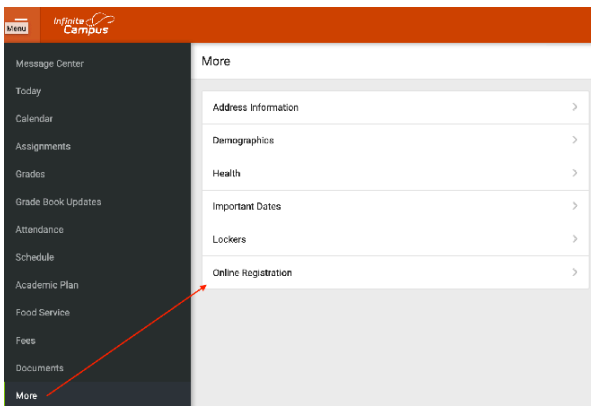 Menu
Infinite
Campus
Message Center
Today
Calendar
Assignments
Grades
Grade Book Updates
Attendance
Schedule
Academic Plan
Food Service
Fees
Documents
More
More
Address Information
Demographics
Health
Important Dates
Lockers
Online Registration